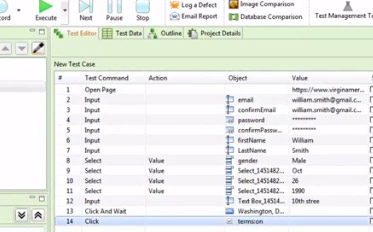 Log a Defect Image Comparison
Execute Next Pause Stop Email Report Database Comparison Test Management
Test Editor Test Data Outline Project Details
New Test Case
# Test Command Action Object Value
1 Open Page https://www.virginamer...
2 Input email william.smith@gmail.c...
3 Input confirmEmail william.smith@gmail.c...
4 Input password *********
5 Input confirmPassw... *********
6 Input firstName William
7 Input LastName Smith
8 Select Value gender Male
9 Select Value Select_1451482... Oct
10 Select Value Select_1451482... 26
11 Select Value Select_1451482... 1990
12 Input Text Box_14514... 10th stree
13 Click And Wait Washington, D...
14 Click terms:on